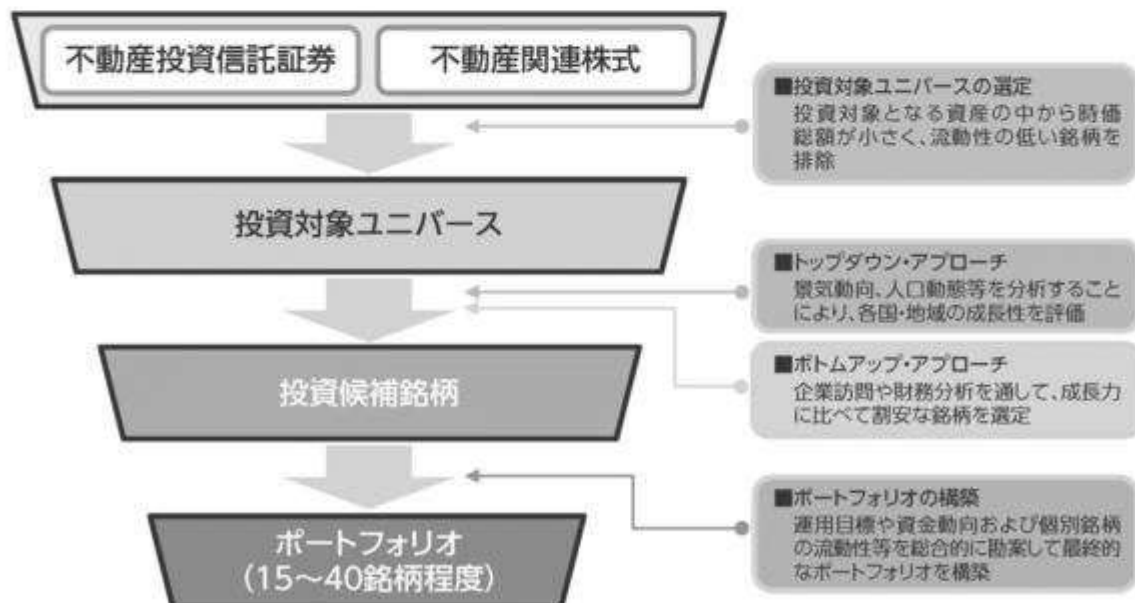 不動産投資信託証券
不動産関連株式
■投資対象ユニバースの選定
投資対象となる資産の中から時価
総額が小さく、流動性の低い銘柄を
排除
投資対象ユニバース
■トップダウン・アプローチ
景気動向、人口動態等を分析すること
により、各国・地域の成長性を評価
■ボトムアップ・アプローチ
企業訪問や財務分析を通して、成長力
に比べて割安な銘柄を選定
投資候補銘柄
■ポートフォリオの構築
運用目標や資金動向および個別銘柄
の流動性等を総合的に勘案して最終的
なポートフォリオを構築
ポートフォリオ
(15〜40銘柄程度)